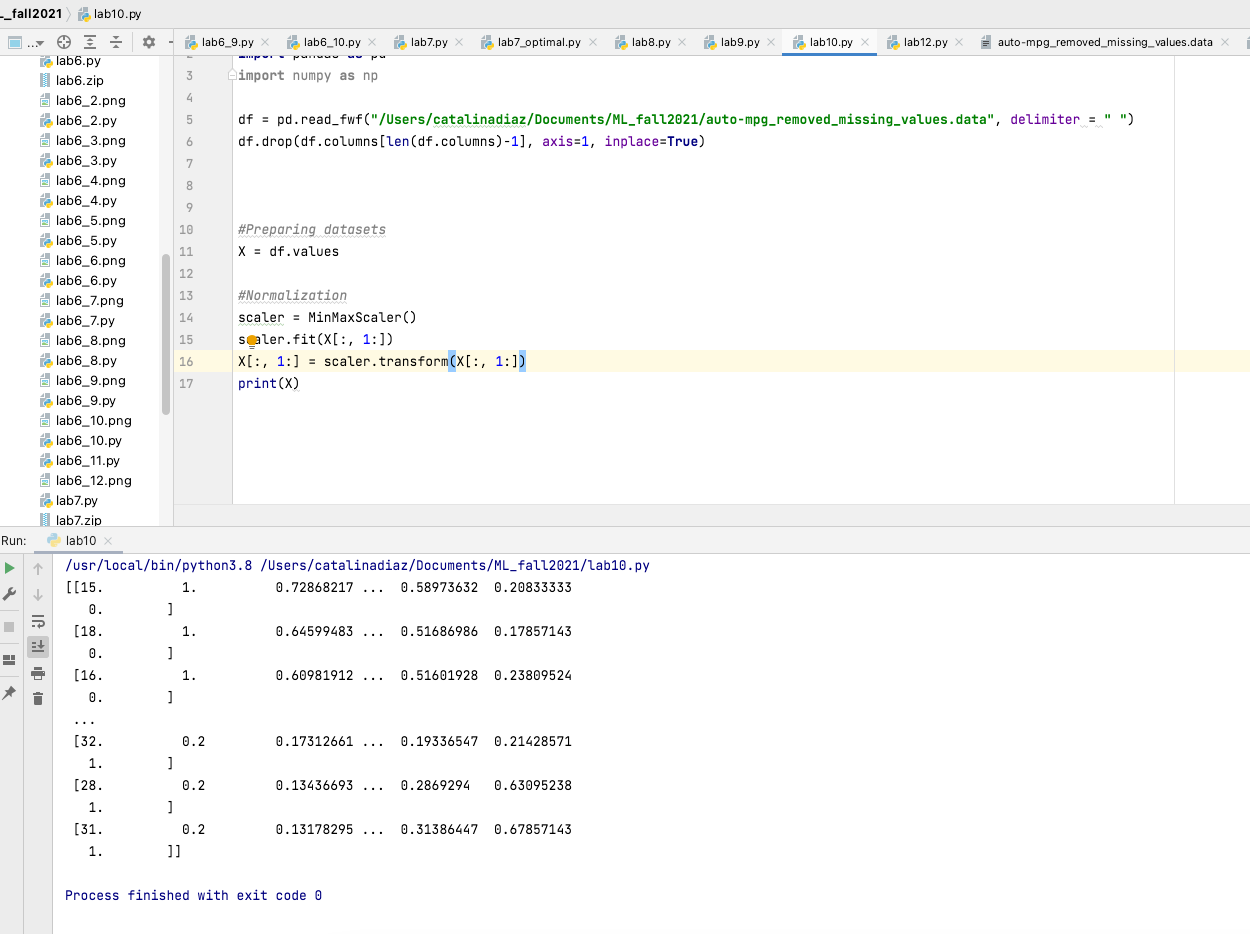 L_fall2021 lab10.py
...
lab6_9.py lab6_10.py lab7.py lab7_optimal.py lab8.py lab9.py lab10.py lab12.py auto-mpg_removed_missing_values.data
lab6.py
lab6.zip
lab6_2.png
lab6_2.py
lab6_3.png
lab6_3.py
lab6_4.png
lab6_4.py
lab6_5.png
lab6_5.py
lab6_6.png
lab6_6.py
lab6_7.png
lab6_7.py
lab6_8.png
lab6_8.py
lab6_9.png
lab6_9.py
lab6_10.png
lab6_10.py
lab6_11.py
lab6_12.png
lab7.py
lab7.zip
2 import pandas as pd
3 import numpy as np
4
5 df = pd.read_fwf("/Users/catalinadiaz/Documents/ML_fall2021/auto-mpg_removed_missing_values.data", delimiter = " ")
6 df.drop(df.columns[len(df.columns)-1], axis=1, inplace=True)
7
8
9
10 #Preparing datasets
11 X = df.values
12
13 #Normalization
14 scaler = MinMaxScaler()
15 scaler.fit(X[:, 1:])
16 X[:, 1:] = scaler.transform(X[:, 1:])
17 print(X)
Run: lab10
/usr/local/bin/python3.8 /Users/catalinadiaz/Documents/ML_fall2021/lab10.py
[[15. 1. 0.72868217 ... 0.58973632 0.20833333
0. ]
[18. 1. 0.64599483 ... 0.51686986 0.17857143
0. ]
[16. 1. 0.60981912 ... 0.51601928 0.23809524
0. ]
...
[32. 0.2 0.17312661 ... 0.19336547 0.21428571
1. ]
[28. 0.2 0.13436693 ... 0.2869294 0.63095238
1. ]
[31. 0.2 0.13178295 ... 0.31386447 0.67857143
1. ]]
Process finished with exit code 0